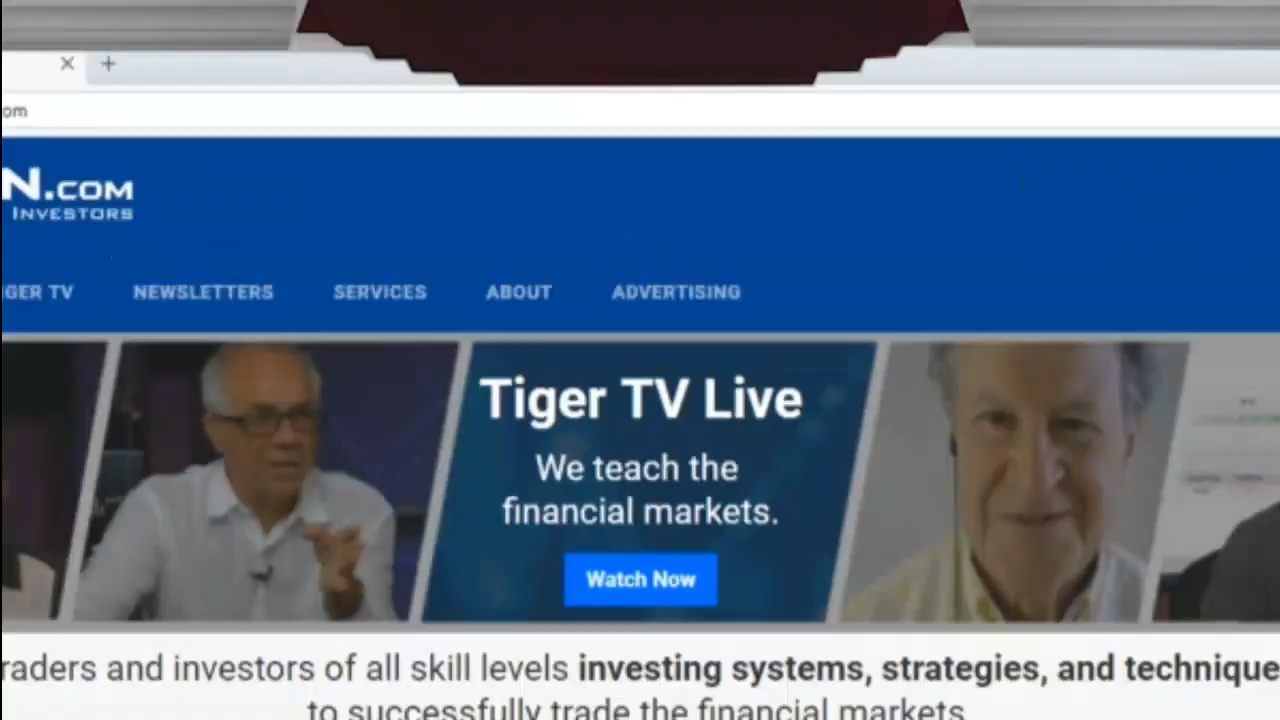 om
N.COM
INVESTORS
IGER TV NEWSLETTERS SERVICES ABOUT ADVERTISING
Tiger TV Live
We teach the
financial markets.
Watch Now
raders and investors of all skill levels investing systems, strategies, and technique
to successfully trade the financial markets